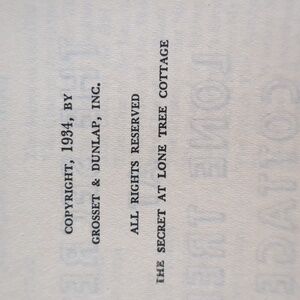 COPYRIGHT, 1934, BY
GROSSET & DUNLAP, INC.
ALL RIGHTS RESERVED
THE SECRET AT LONE TREE COTTAGE